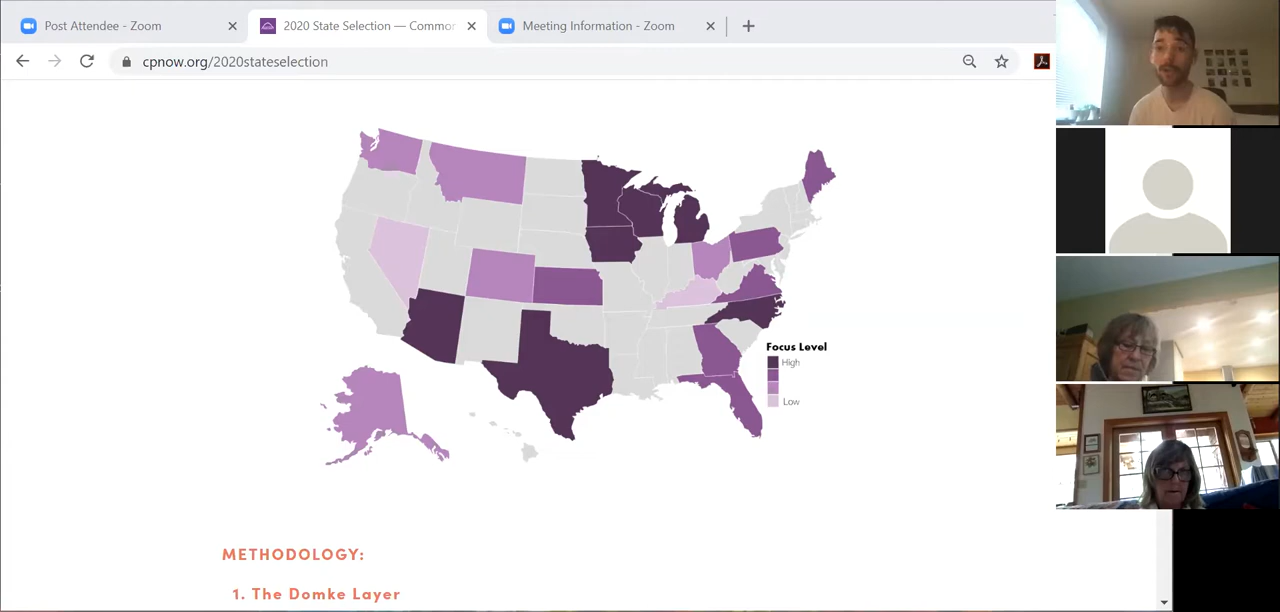 Post Attendee - Zoom
2020 State Selection — Commor
Meeting Information - Zoom
cpnow.org/2020stateselection
Focus Level
High
Low
METHODOLOGY:
1. The Domke Layer